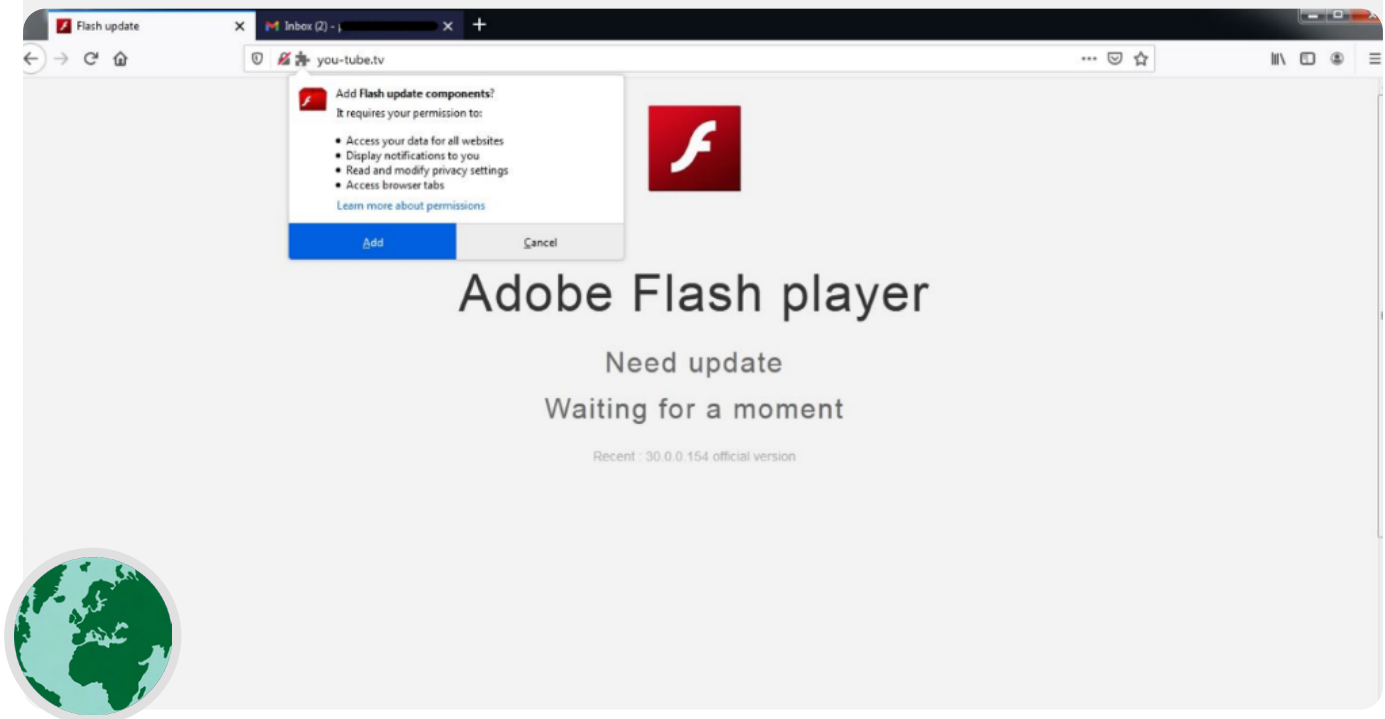 Flash update
Inbox (2) -
you-tube.tv
Add Flash update components?
It requires your permission to:
• Access your data for all websites
• Display notifications to you
• Read and modify privacy settings
• Access browser tabs
Learn more about permissions
Add
Cancel
Adobe Flash player
Need update
Waiting for a moment
Recent : 30.0.0.154 official version